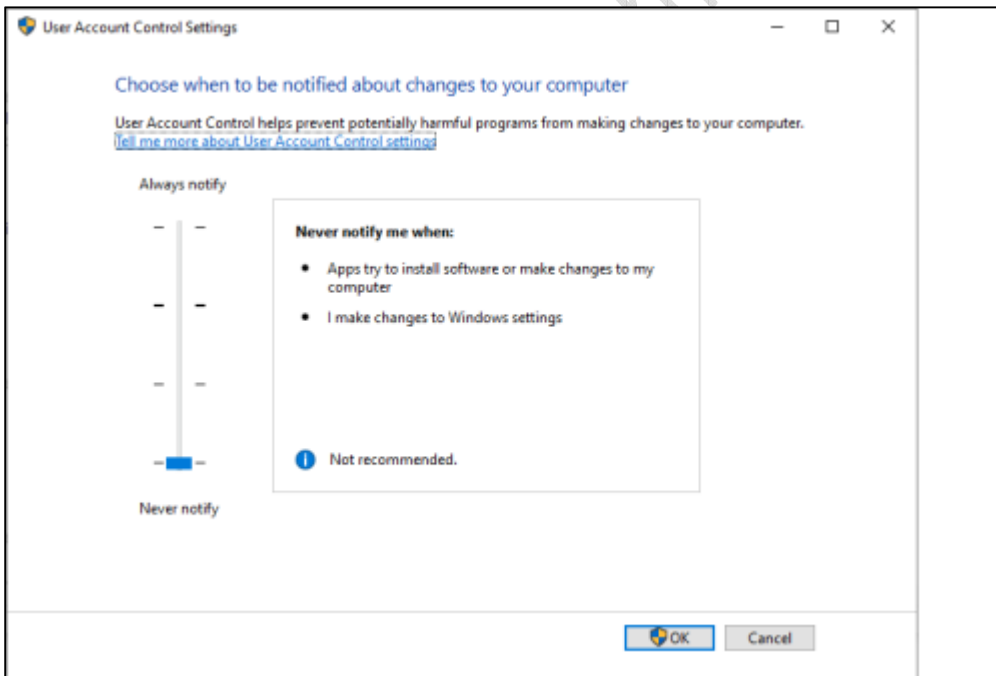 User Account Control Settings
Choose when to be notified about changes to your computer
User Account Control helps prevent potentially harmful programs from making changes to your computer.
Tell me more about User Account Control settings
Always notify
Never notify me when:
Apps try to install software or make changes to my
computer
I make changes to Windows settings
Not recommended.
Never notify
OK
Cancel